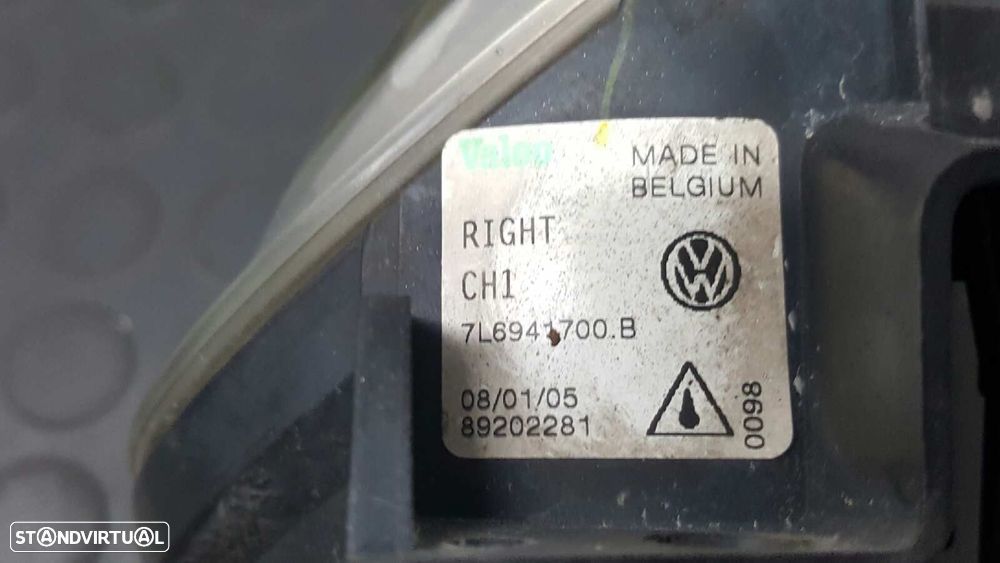 Valeo
MADE IN
BELGIUM
RIGHT
CH1
7L6941700.B
08/01/05
89202281
0098
STANDVIRTUAL